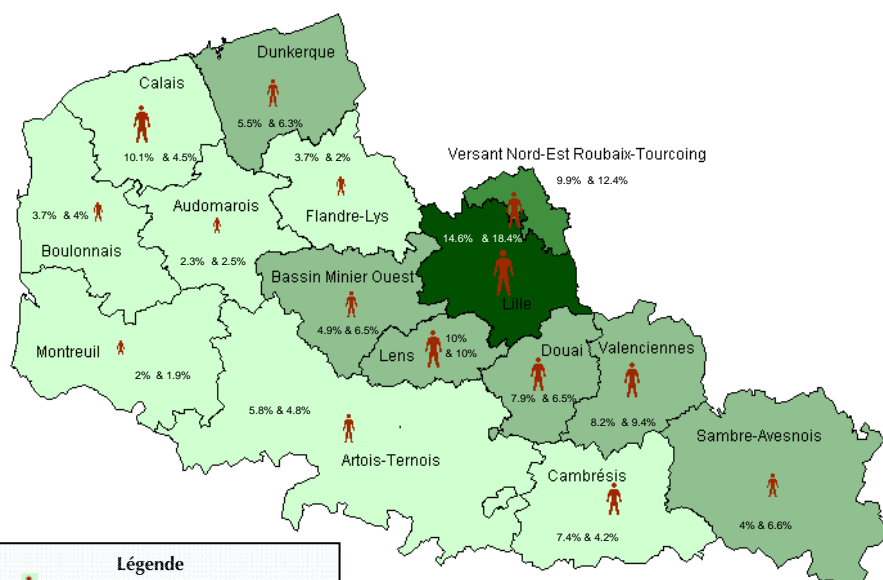 Dunkerque
5.5% & 6.3%
Calais
10.1% & 4.5%
3.7% & 2%
Flandre-Lys
Versant Nord-Est Roubaix-Tourcoing
9.9% & 12.4%
3.7% & 4%
Boulonnais
Audomarois
2.3% & 2.5%
14.6% & 18.4%
Lille
Bassin Minier Ouest
4.9% & 6.5%
Lens
10%
& 10%
Douai
7.9% & 6.5%
Valenciennes
8.2% & 9.4%
Montreuil
2% & 1.9%
5.8% & 4.8%
Artois-Ternois
Sambre-Avesnois
4% & 6.6%
Cambrésis
7.4% & 4.2%
Légende